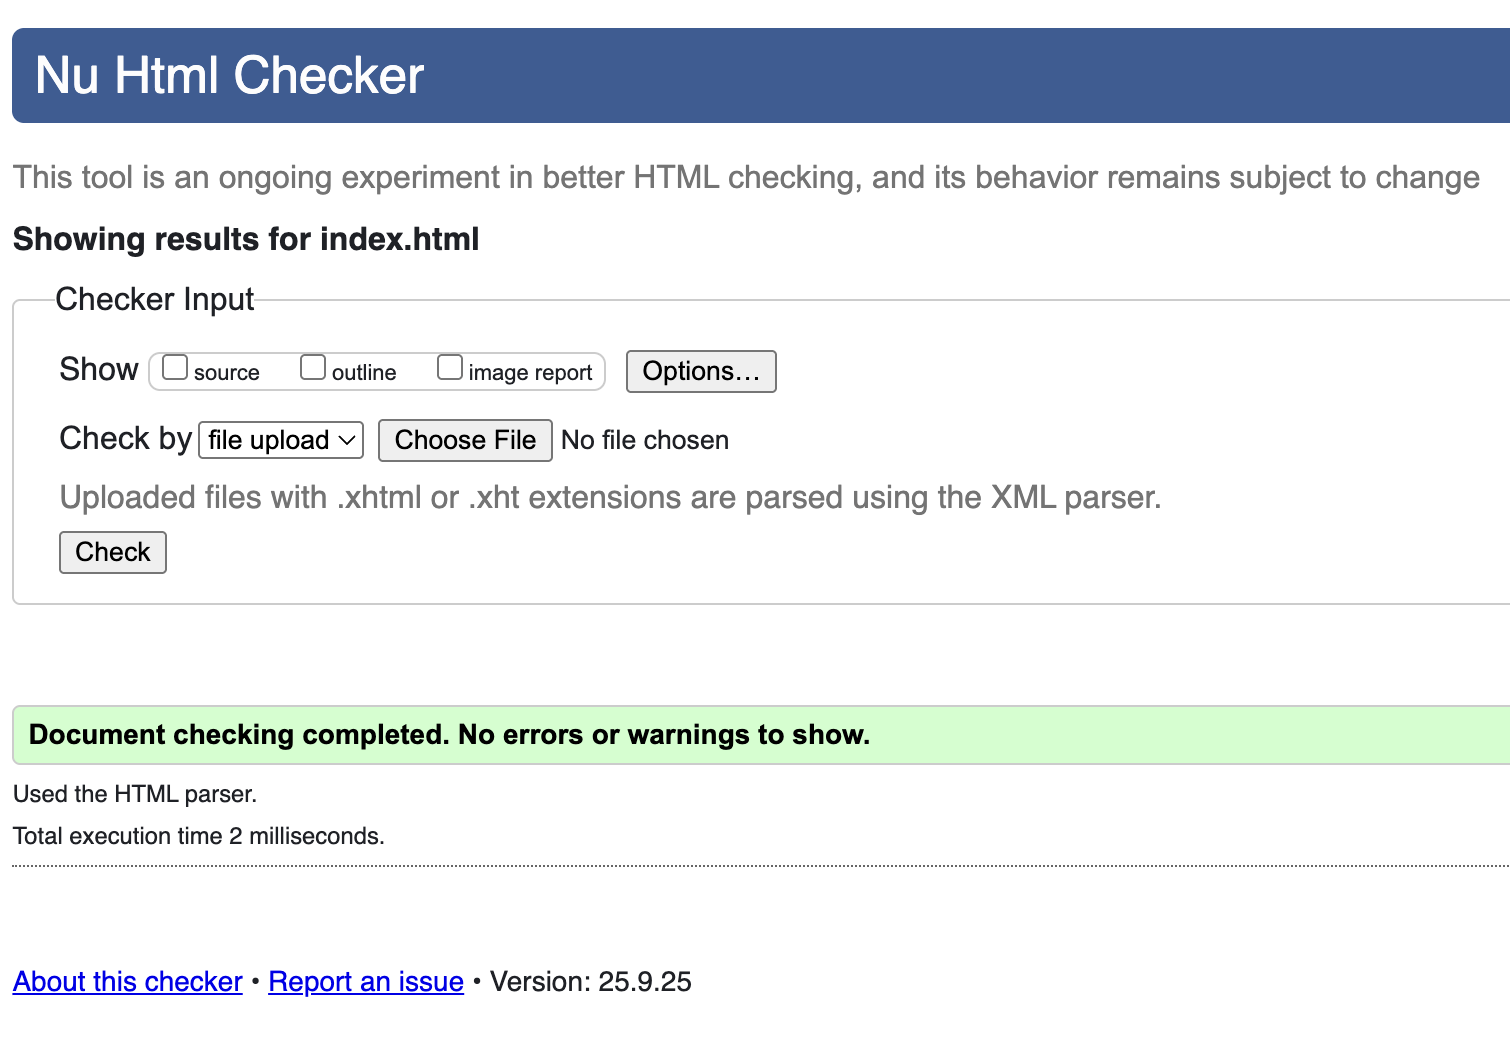 Nu Html Checker
This tool is an ongoing experiment in better HTML checking, and its behavior remains subject to change
Showing results for index.html
Checker Input
Show source outline image report Options...
Check by file upload Choose File No file chosen
Uploaded files with .xhtml or .xht extensions are parsed using the XML parser.
Check
Document checking completed. No errors or warnings to show.
Used the HTML parser.
Total execution time 2 milliseconds.
About this checker • Report an issue • Version: 25.9.25